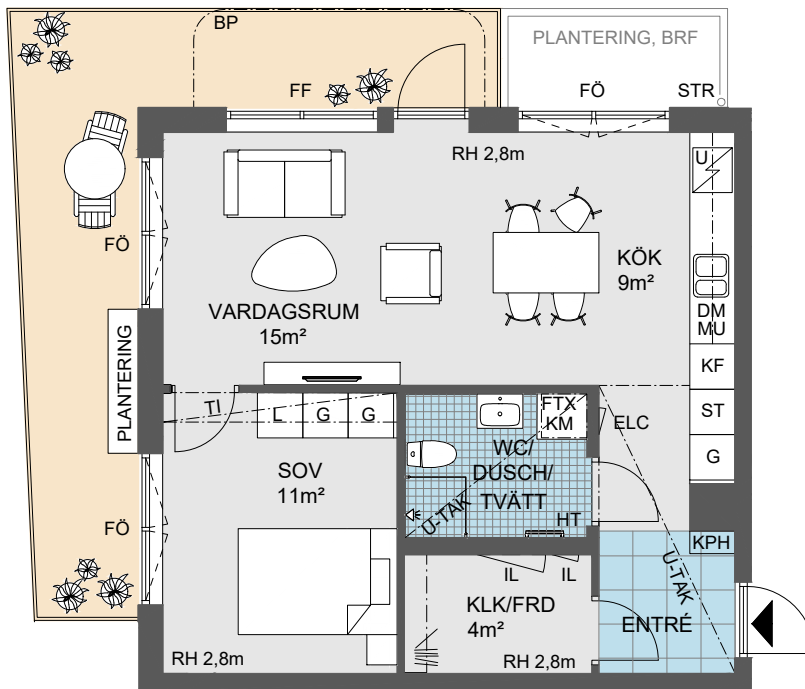 BP
PLANTERING, BRF
FF
FÖ
STR
RH 2,8m
U
FÖ
KÖK
9m²
VARDAGSRUM
15m²
DM
MU
PLANTERING
KF
TI
L
G
G
FTX
KM
ELC
ST
WC/
DUSCH/
TVÄTT
SOV
11m²
G
U-TAK
HT
FÖ
KPH
IL
IL
U-TAK
KLK/FRD
4m²
ENTRÉ
RH 2,8m
RH 2,8m